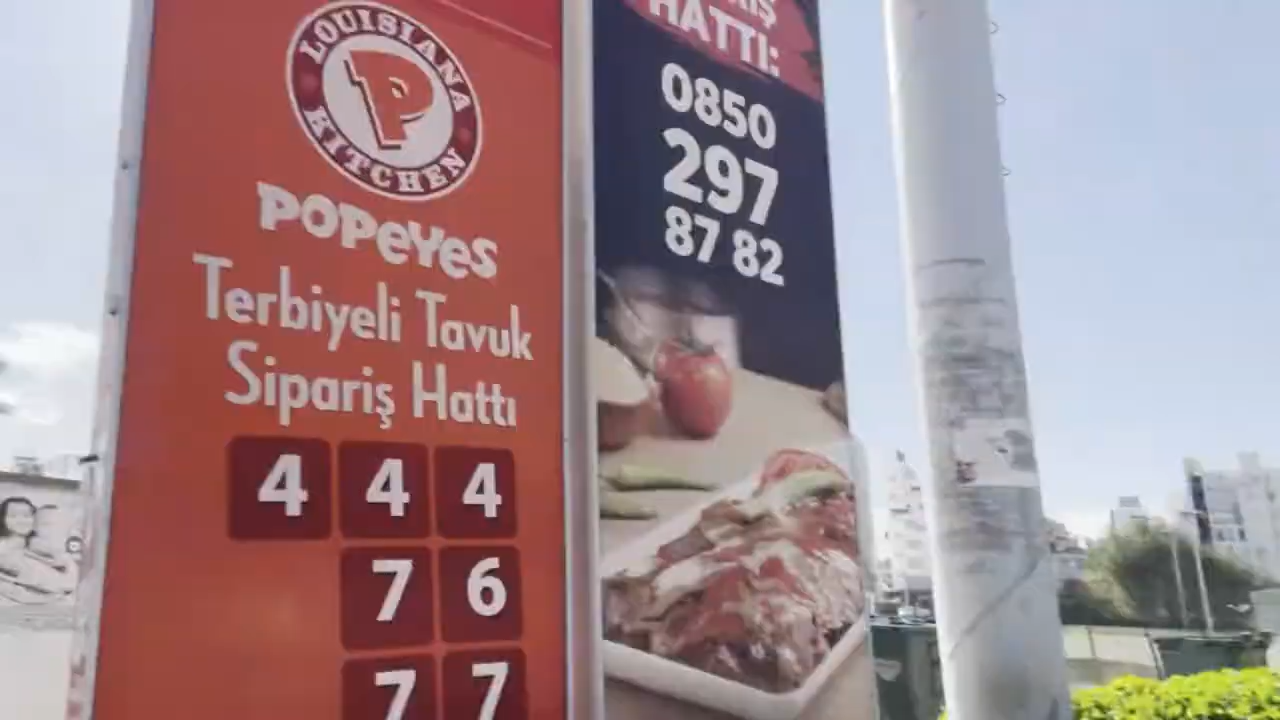 LOUISIANA
P
KITCHEN
POPEYES
Terbiyeli Tavuk
Sipariş Hattı
4 4 4
7 6
7 7
HATTI:
0850
297
87 82